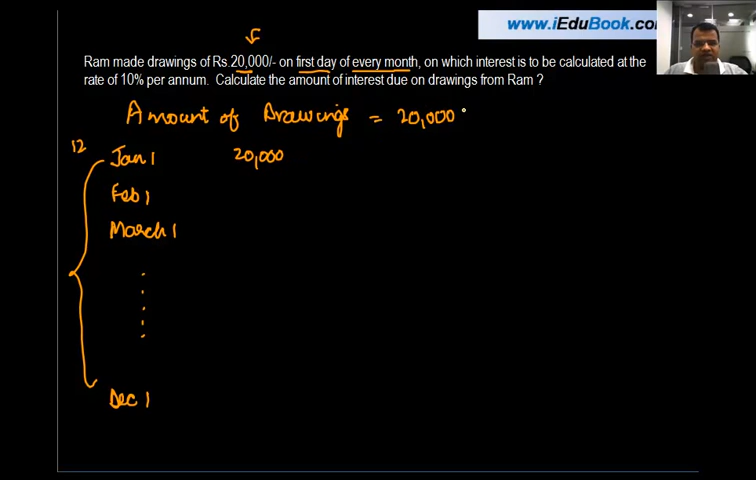 www.iEduBook.co
Ram made drawings of Rs.20,000/- on first day of every month, on which interest is to be calculated at the
rate of 10% per annum. Calculate the amount of interest due on drawings from Ram ?
Amount of Drawings = 20,000
12
Jan 1 20,000
Feb 1
March 1
Dec 1